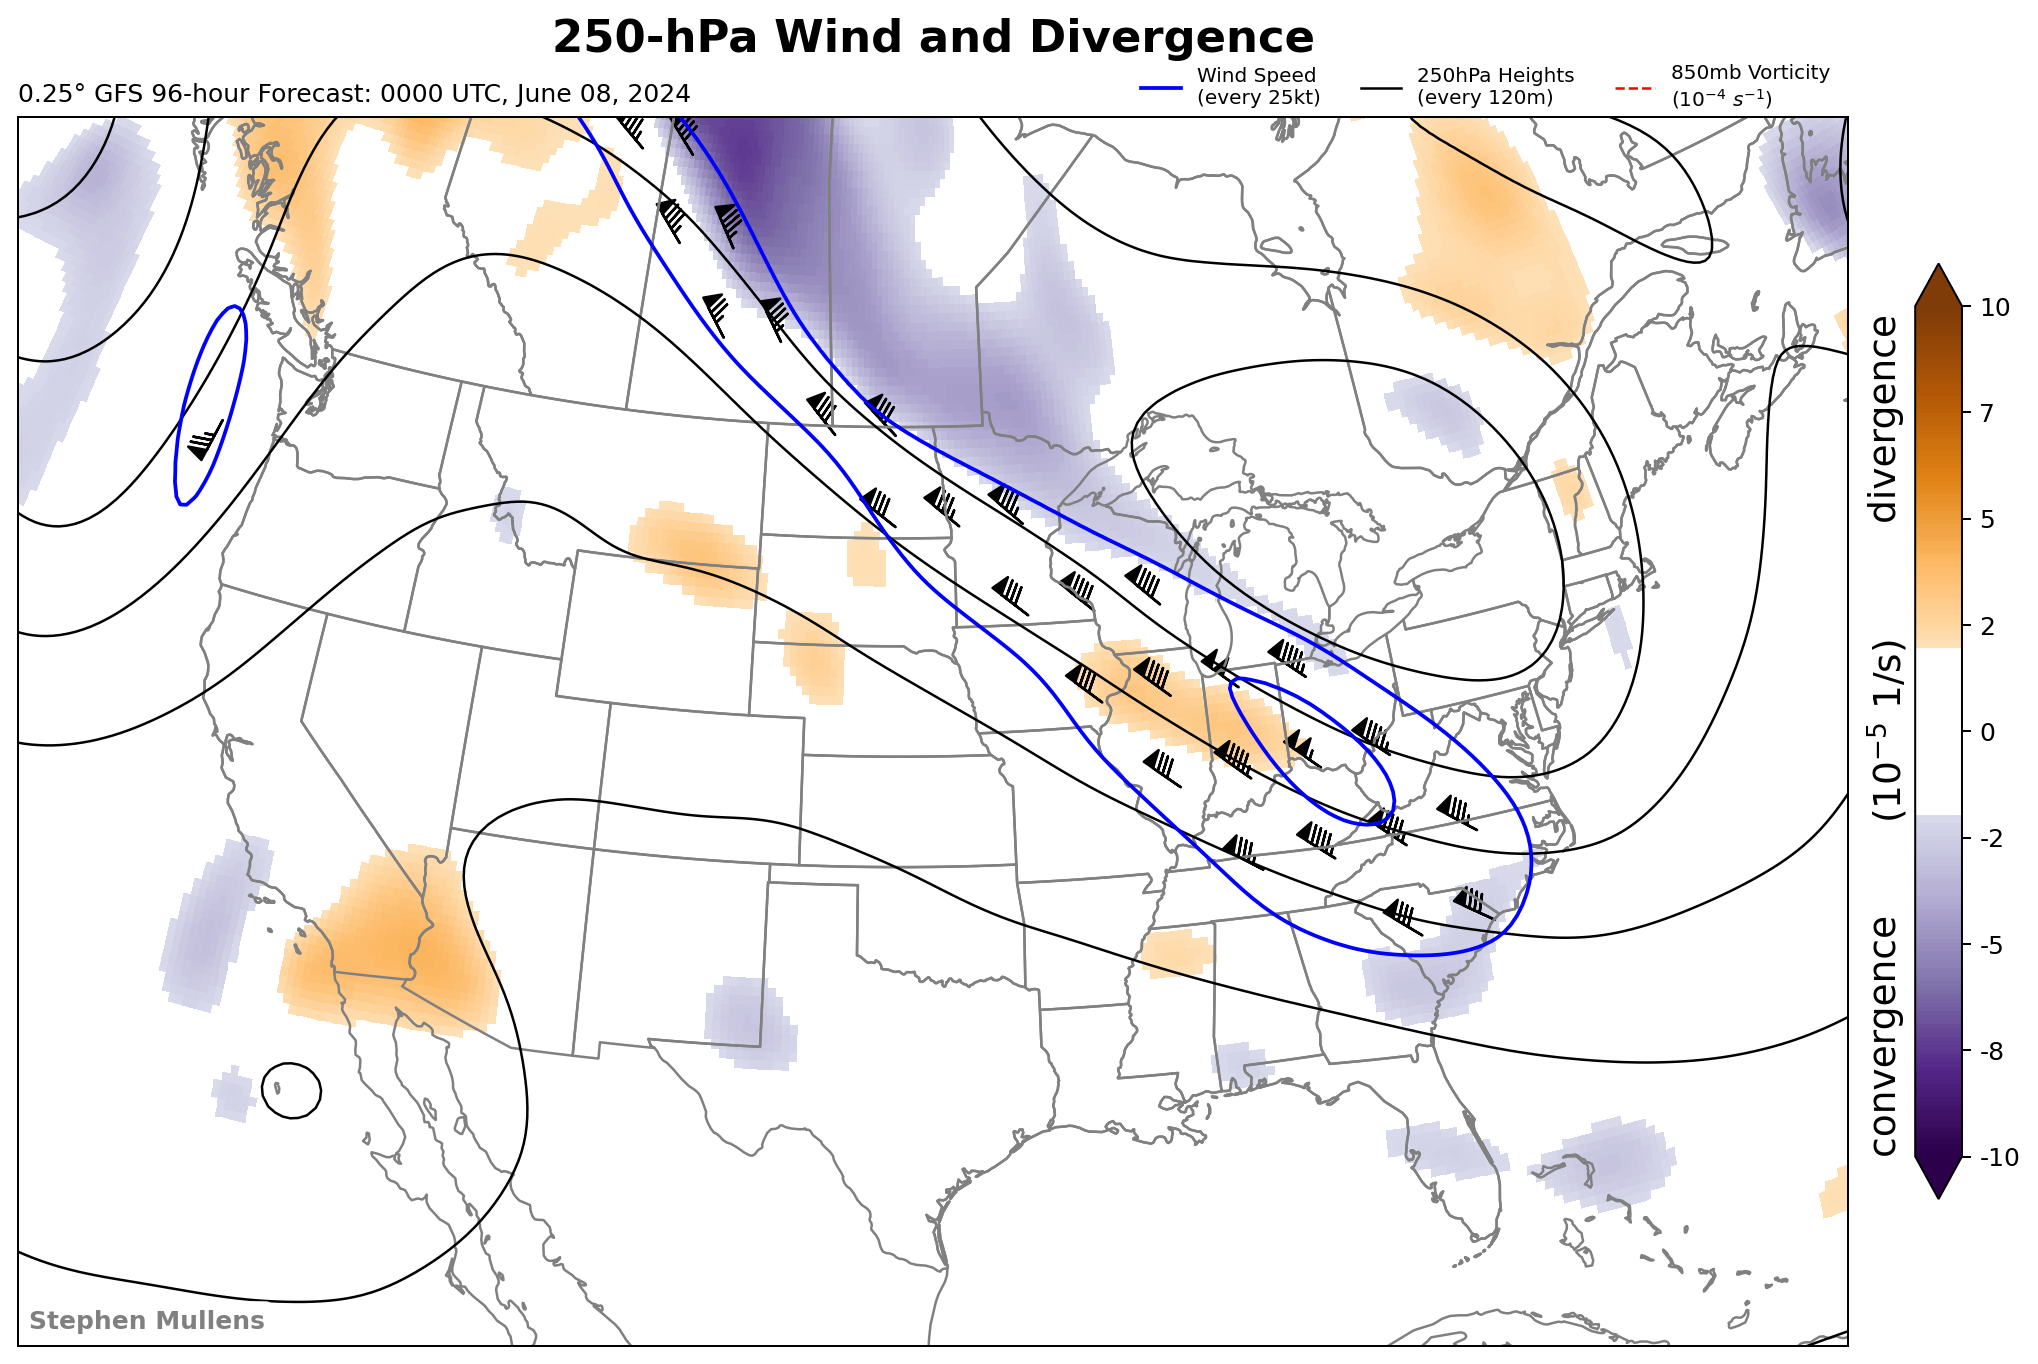 250-hPa Wind and Divergence
0.25° GFS 96-hour Forecast: 0000 UTC, June 08, 2024
Wind Speed
(every 25kt)
250hPa Heights
(every 120m)
850mb Vorticity
(10⁻⁴ s⁻¹)
10
7
5
2
0
-2
-5
-8
-10
convergence (10⁻⁵ 1/s) divergence
Stephen Mullens